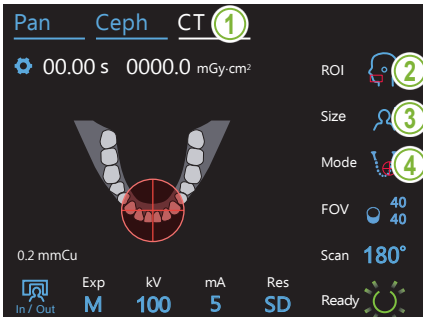 Pan Ceph CT 1
00.00 s 0000.0 mGy·cm²
ROI 2
Size 3
Mode 4
FOV 40
40
0.2 mmCu
Scan 180°
In / Out
Exp kV mA Res
M 100 5 SD
Ready